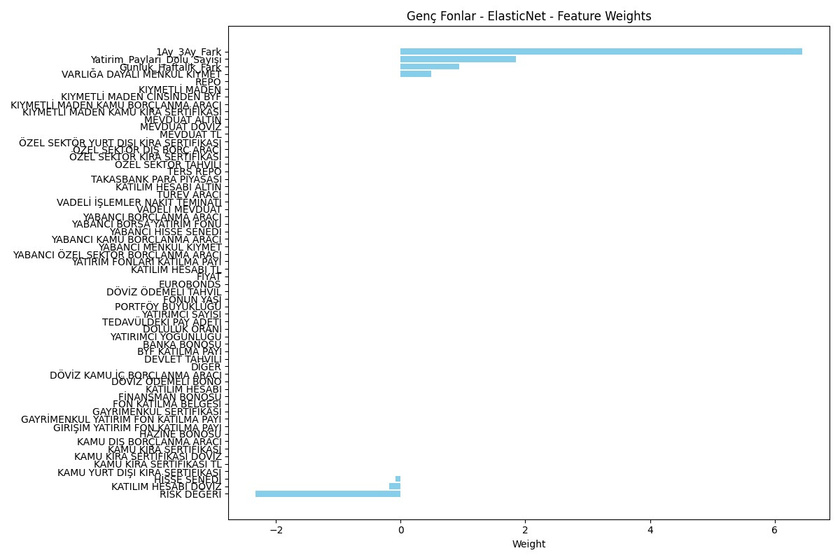 Genç Fonlar - ElasticNet - Feature Weights
1Ay_3Ay_Fark
Yatirim_Paylari_Dolu_Sayisi
Gunluk_Haftalik_Fark
VARLIĞA DAYALI MENKUL KIYMET
REPO
KIYMETLİ MADEN
KIYMETLİ MADEN CİNSİNDEN BYF
KIYMETLİ MADEN KAMU BORÇLANMA ARACI
KIYMETLİ MADEN KAMU KİRA SERTİFİKASI
MEVDUAT ALTIN
MEVDUAT DÖVİZ
MEVDUAT TL
ÖZEL SEKTÖR YURT DIŞI KİRA SERTİFİKASI
ÖZEL SEKTÖR DIŞ BORÇ ARACI
ÖZEL SEKTÖR KİRA SERTİFİKASI
ÖZEL SEKTÖR TAHVİLİ
TERS REPO
TAKASBANK PARA PİYASASI
KATILIM HESABI ALTIN
TÜREV ARACI
VADELİ İŞLEMLER NAKİT TEMİNATI
VADELİ MEVDUAT
YABANCI BORÇLANMA ARACI
YABANCI BORSA YATIRIM FONU
YABANCI HİSSE SENEDİ
YABANCI KAMU BORÇLANMA ARACI
YABANCI MENKUL KIYMET
YABANCI ÖZEL SEKTÖR BORÇLANMA ARACI
YATIRIM FONLARI KATILMA PAYI
KATILIM HESABI TL
FİYAT
EUROBONDS
DÖVİZ ÖDEMELİ TAHVİL
FONUN YAŞI
PORTFÖY BÜYÜKLÜĞÜ
YATIRIMCI SAYISI
TEDAVÜLDEKİ PAY ADETİ
DOLULUK ORANI
YATIRIMCI YOĞUNLUĞU
BANKA BONOSU
BYF KATILMA PAYI
DEVLET TAHVİLİ
DİĞER
DÖVİZ KAMU İÇ BORÇLANMA ARACI
DÖVİZ ÖDEMELİ BONO
KATILIM HESABI
FİNANSMAN BONOSU
FON KATILMA BELGESİ
GAYRİMENKUL SERTİFİKASI
GAYRİMENKUL YATIRIM FON KATILMA PAYI
GİRİŞİM YATIRIM FON KATILMA PAYI
HAZİNE BONOSU
KAMU DIŞ BORÇLANMA ARACI
KAMU KİRA SERTİFİKASI
KAMU KİRA SERTİFİKASI DÖVİZ
KAMU KİRA SERTİFİKASI TL
KAMU YURT DIŞI KİRA SERTİFİKASI
HİSSE SENEDİ
KATILIM HESABI DÖVİZ
RİSK DEĞERİ
−2 0 2 4 6
Weight